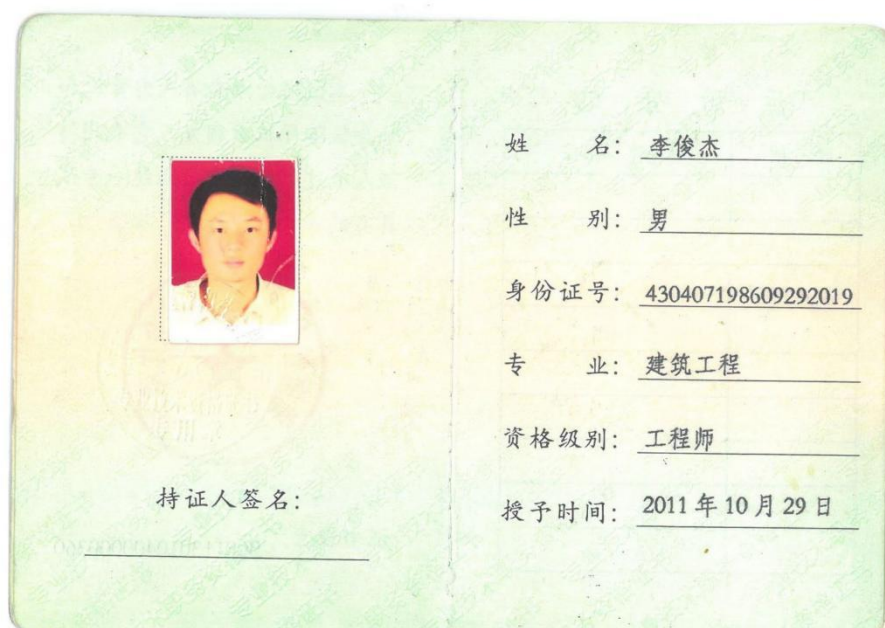 持证人签名：
姓 名： 李俊杰
性 别： 男
身份证号： 430407198609292019
专 业： 建筑工程
资格级别： 工程师
授予时间： 2011年10月29日